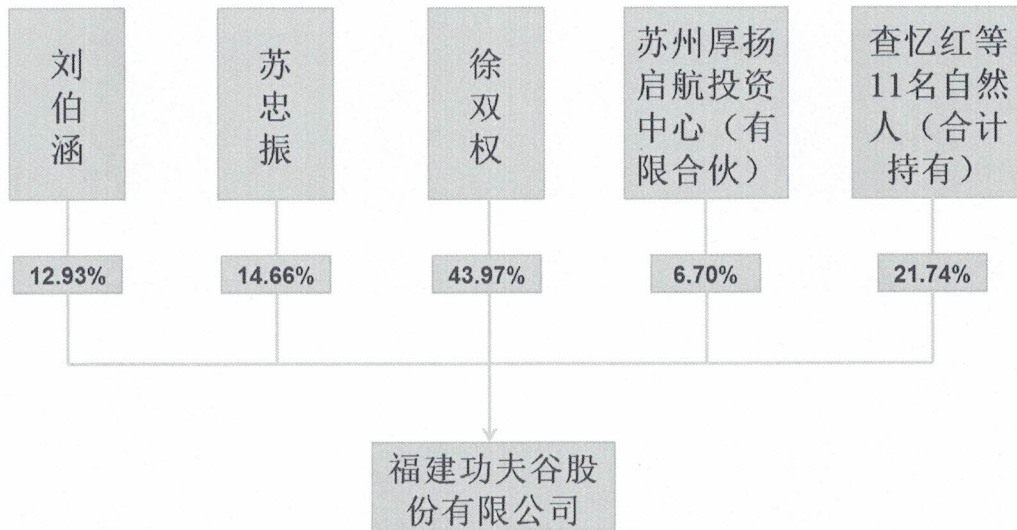 刘伯涵
苏忠振
徐双权
苏州厚扬
启航投资
中心（有
限合伙）
查忆红等
11名自然
人（合计
持有）
12.93%
14.66%
43.97%
6.70%
21.74%
福建功夫谷股
份有限公司